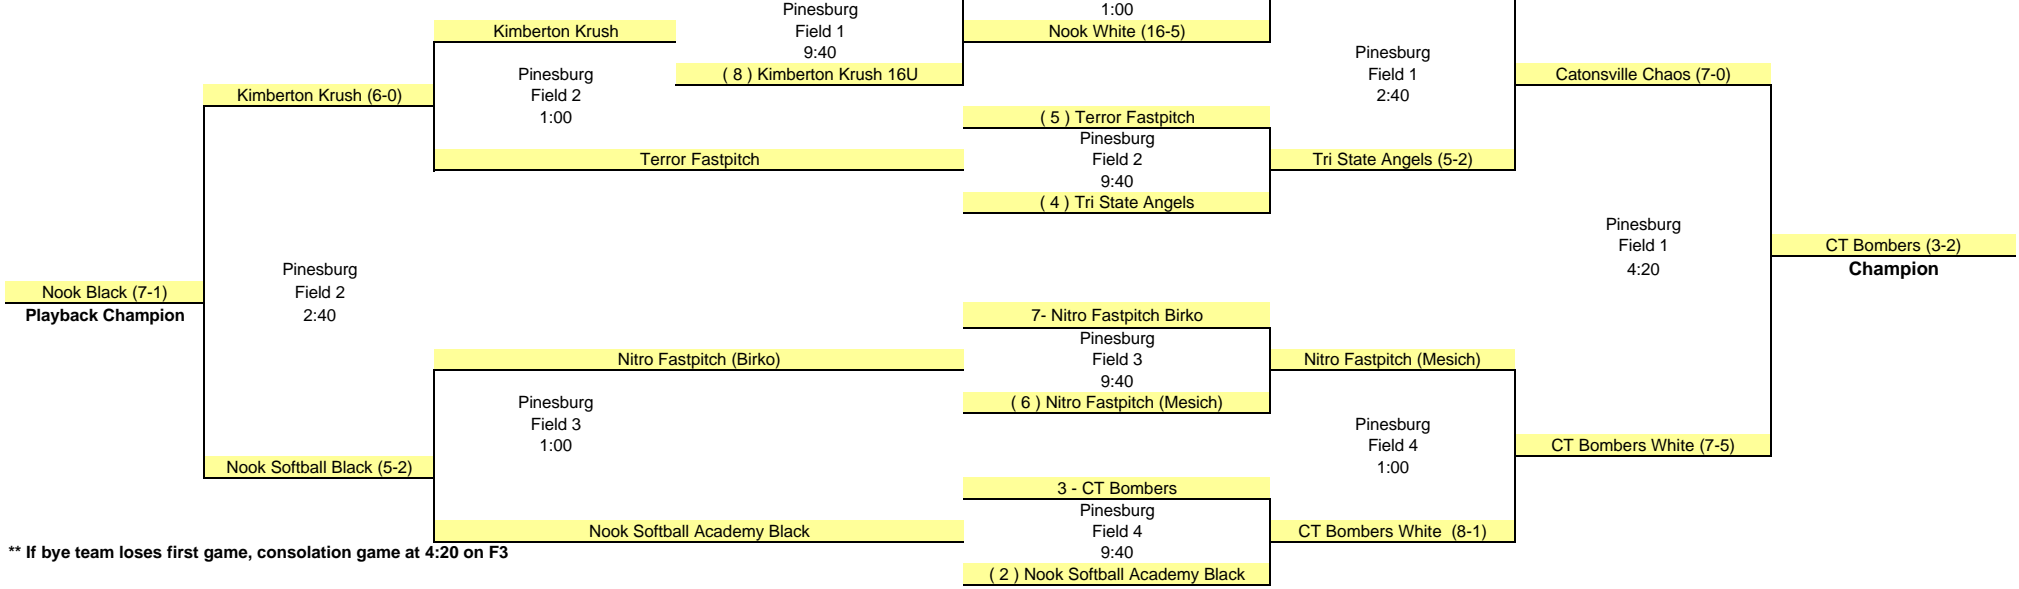 Pinesburg
1:00
Kimberton Krush
Field 1
Nook White (16-5)
9:40
Pinesburg
Pinesburg
( 8 ) Kimberton Krush 16U
Field 1
Catonsville Chaos (7-0)
Kimberton Krush (6-0)
Field 2
2:40
1:00
( 5 ) Terror Fastpitch
Pinesburg
Terror Fastpitch
Field 2
Tri State Angels (5-2)
9:40
( 4 ) Tri State Angels
Pinesburg
Field 1
CT Bombers (3-2)
Pinesburg
4:20
Champion
Nook Black (7-1)
Field 2
Playback Champion
2:40
7- Nitro Fastpitch Birko
Pinesburg
Nitro Fastpitch (Birko)
Field 3
Nitro Fastpitch (Mesich)
9:40
Pinesburg
( 6 ) Nitro Fastpitch (Mesich)
Field 3
Pinesburg
1:00
Field 4
CT Bombers White (7-5)
Nook Softball Black (5-2)
1:00
3 - CT Bombers
Pinesburg
Nook Softball Academy Black
Field 4
CT Bombers White  (8-1)
** If bye team loses first game, consolation game at 4:20 on F3
9:40
( 2 ) Nook Softball Academy Black